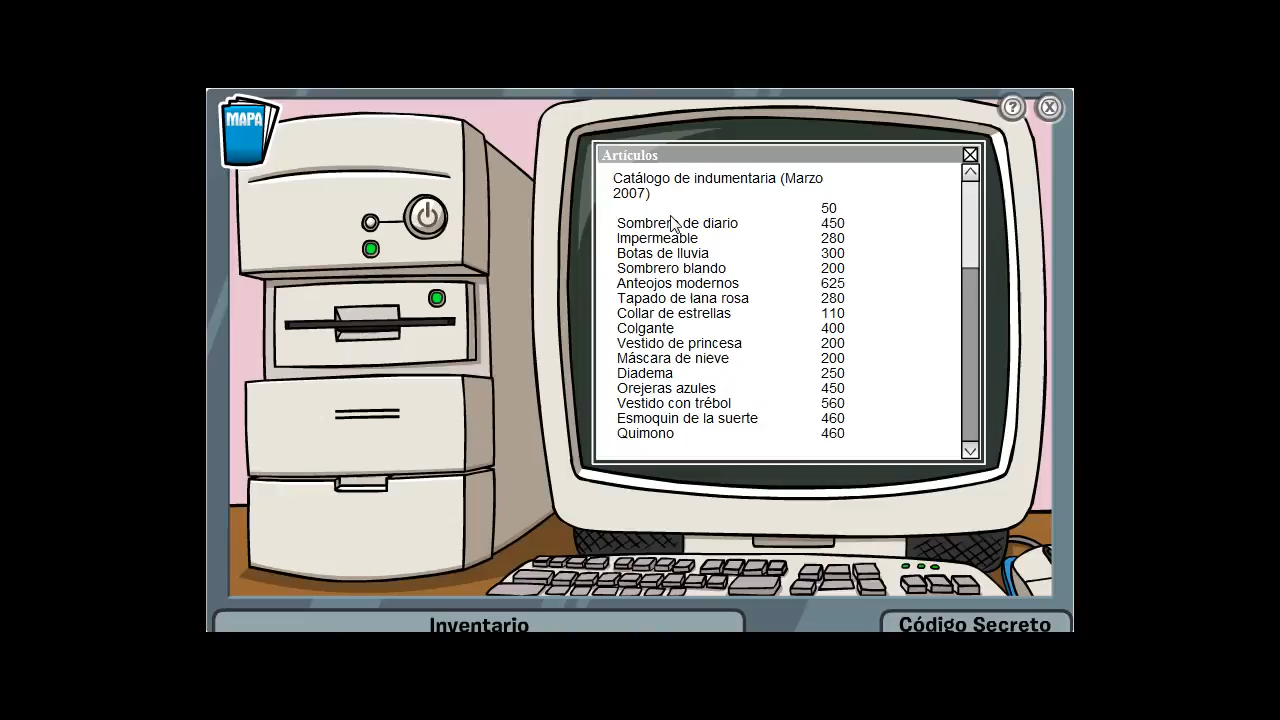 MAPA
?
X
Artículos
Catálogo de indumentaria (Marzo
2007)
50
Sombrero de diario 450
Impermeable 280
Botas de lluvia 300
Sombrero blando 200
Anteojos modernos 625
Tapado de lana rosa 280
Collar de estrellas 110
Colgante 400
Vestido de princesa 200
Máscara de nieve 200
Diadema 250
Orejeras azules 450
Vestido con trébol 560
Esmoquin de la suerte 460
Quimono 460
Inventario
Código Secreto